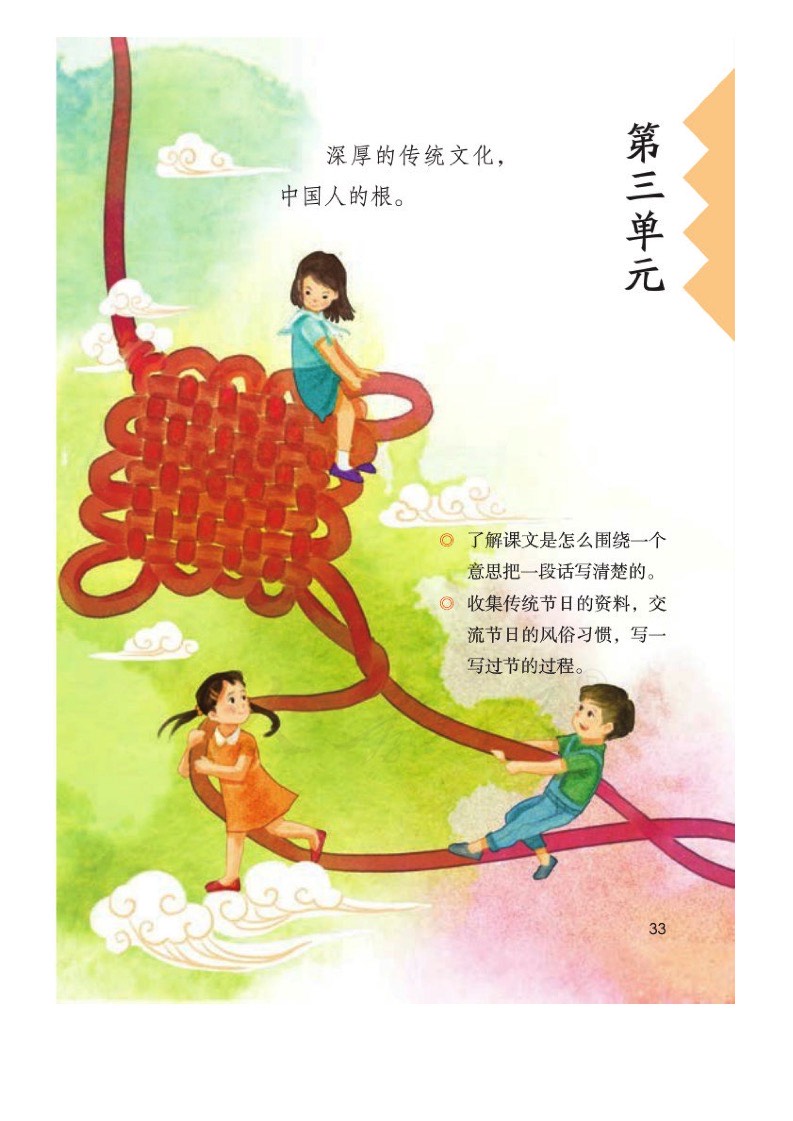 第三单元
深厚的传统文化，
中国人的根。
◎ 了解课文是怎么围绕一个
意思把一段话写清楚的。
◎ 收集传统节日的资料，交
流节日的风俗习惯，写一
写过节的过程。
33